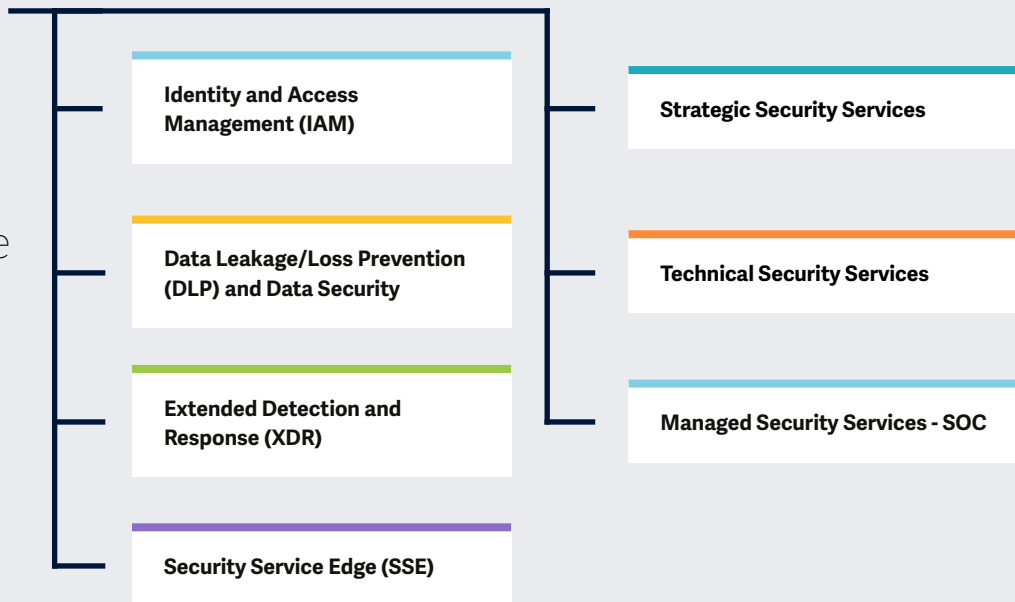 Identity and Access
Management (IAM)
Data Leakage/Loss Prevention
(DLP) and Data Security
Extended Detection and
Response (XDR)
Security Service Edge (SSE)
Strategic Security Services
Technical Security Services
Managed Security Services - SOC